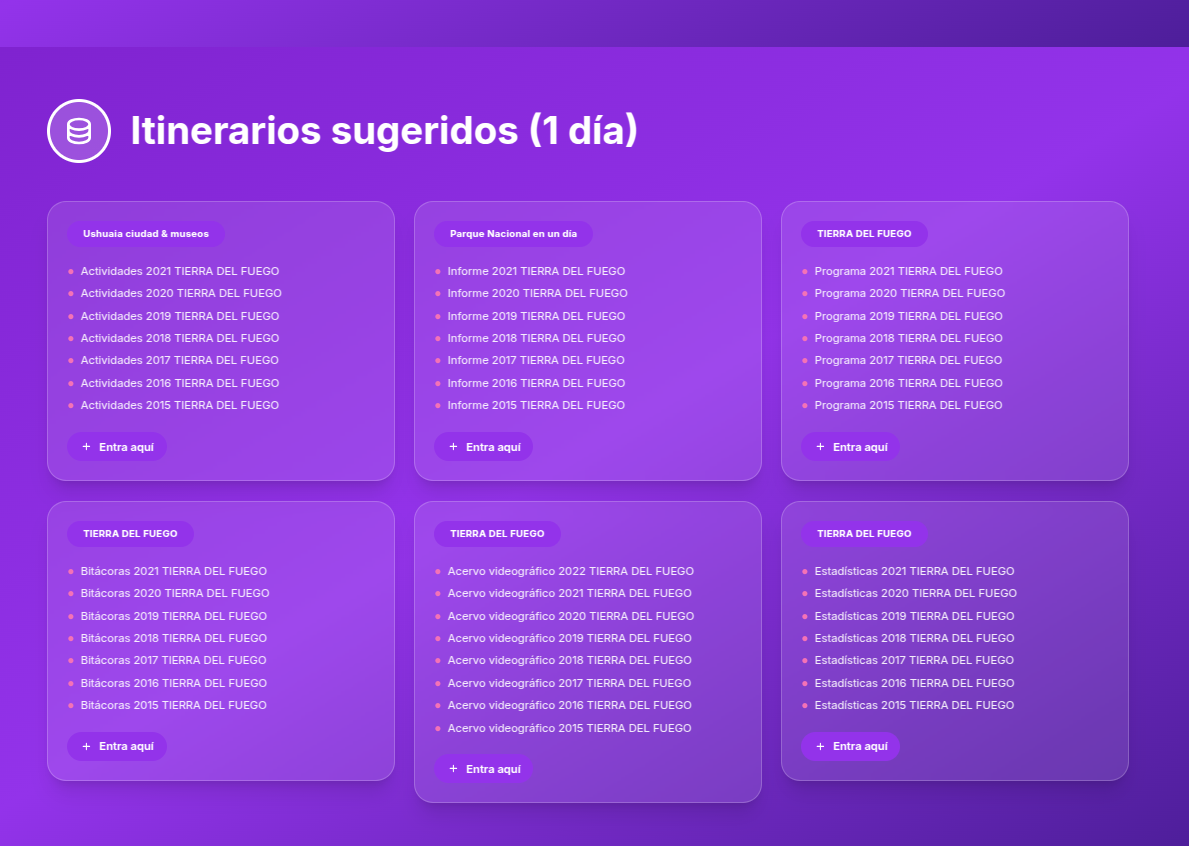 Itinerarios sugeridos (1 día)
Ushuaia ciudad & museos
Actividades 2021 TIERRA DEL FUEGO
Actividades 2020 TIERRA DEL FUEGO
Actividades 2019 TIERRA DEL FUEGO
Actividades 2018 TIERRA DEL FUEGO
Actividades 2017 TIERRA DEL FUEGO
Actividades 2016 TIERRA DEL FUEGO
Actividades 2015 TIERRA DEL FUEGO
+ Entra aquí
Parque Nacional en un día
Informe 2021 TIERRA DEL FUEGO
Informe 2020 TIERRA DEL FUEGO
Informe 2019 TIERRA DEL FUEGO
Informe 2018 TIERRA DEL FUEGO
Informe 2017 TIERRA DEL FUEGO
Informe 2016 TIERRA DEL FUEGO
Informe 2015 TIERRA DEL FUEGO
+ Entra aquí
TIERRA DEL FUEGO
Programa 2021 TIERRA DEL FUEGO
Programa 2020 TIERRA DEL FUEGO
Programa 2019 TIERRA DEL FUEGO
Programa 2018 TIERRA DEL FUEGO
Programa 2017 TIERRA DEL FUEGO
Programa 2016 TIERRA DEL FUEGO
Programa 2015 TIERRA DEL FUEGO
+ Entra aquí
TIERRA DEL FUEGO
Bitácoras 2021 TIERRA DEL FUEGO
Bitácoras 2020 TIERRA DEL FUEGO
Bitácoras 2019 TIERRA DEL FUEGO
Bitácoras 2018 TIERRA DEL FUEGO
Bitácoras 2017 TIERRA DEL FUEGO
Bitácoras 2016 TIERRA DEL FUEGO
Bitácoras 2015 TIERRA DEL FUEGO
+ Entra aquí
TIERRA DEL FUEGO
Acervo videográfico 2022 TIERRA DEL FUEGO
Acervo videográfico 2021 TIERRA DEL FUEGO
Acervo videográfico 2020 TIERRA DEL FUEGO
Acervo videográfico 2019 TIERRA DEL FUEGO
Acervo videográfico 2018 TIERRA DEL FUEGO
Acervo videográfico 2017 TIERRA DEL FUEGO
Acervo videográfico 2016 TIERRA DEL FUEGO
Acervo videográfico 2015 TIERRA DEL FUEGO
+ Entra aquí
TIERRA DEL FUEGO
Estadísticas 2021 TIERRA DEL FUEGO
Estadísticas 2020 TIERRA DEL FUEGO
Estadísticas 2019 TIERRA DEL FUEGO
Estadísticas 2018 TIERRA DEL FUEGO
Estadísticas 2017 TIERRA DEL FUEGO
Estadísticas 2016 TIERRA DEL FUEGO
Estadísticas 2015 TIERRA DEL FUEGO
+ Entra aquí